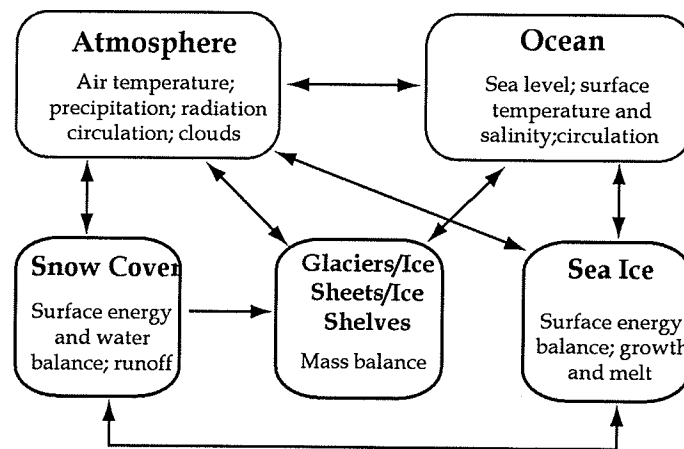 Atmosphere
Air temperature;
precipitation; radiation
circulation; clouds
Ocean
Sea level; surface
temperature and
salinity;circulation
Snow Cover
Surface energy
and water
balance; runoff
Glaciers/Ice
Sheets/Ice
Shelves
Mass balance
Sea Ice
Surface energy
balance; growth
and melt